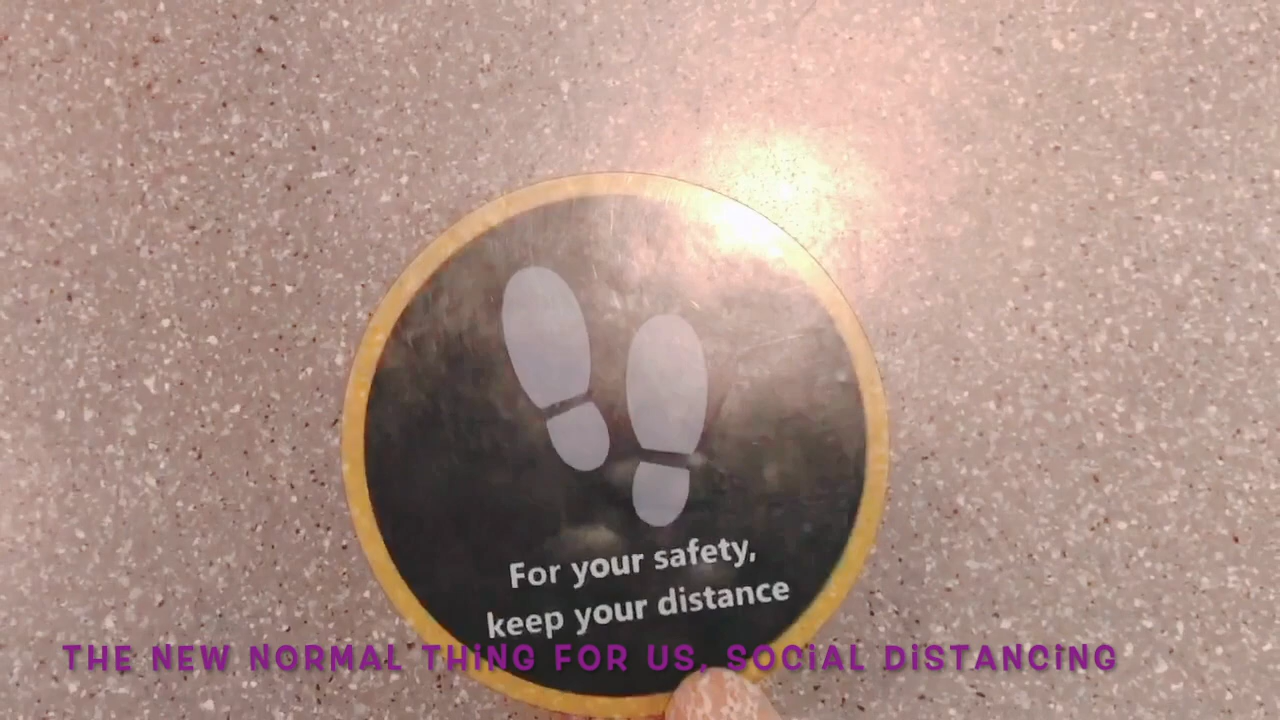 For your safety,
keep your distance
THE NEW NORMAL THiNG FOR US, SOCiAL DiSTANCiNG